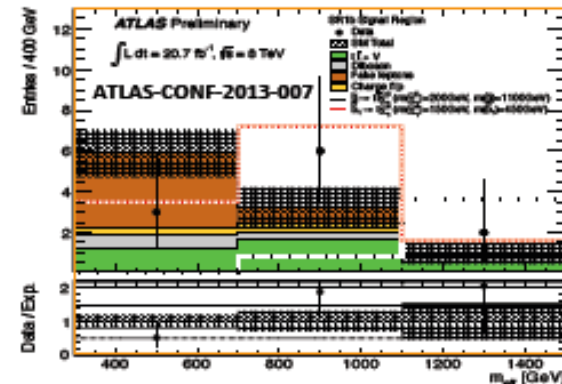 ATLAS Preliminary
SR1b Signal Region
Data
SM Total
∫L dt = 20.7 fb⁻¹, √s = 8 TeV
Diboson
Fake leptons
Charge flip
ATLAS-CONF-2013-007
Entries / 400 GeV
12
10
8
6
4
2
Data / Exp.
2
1
0
400 600 800 1000 1200 1400
[GeV]